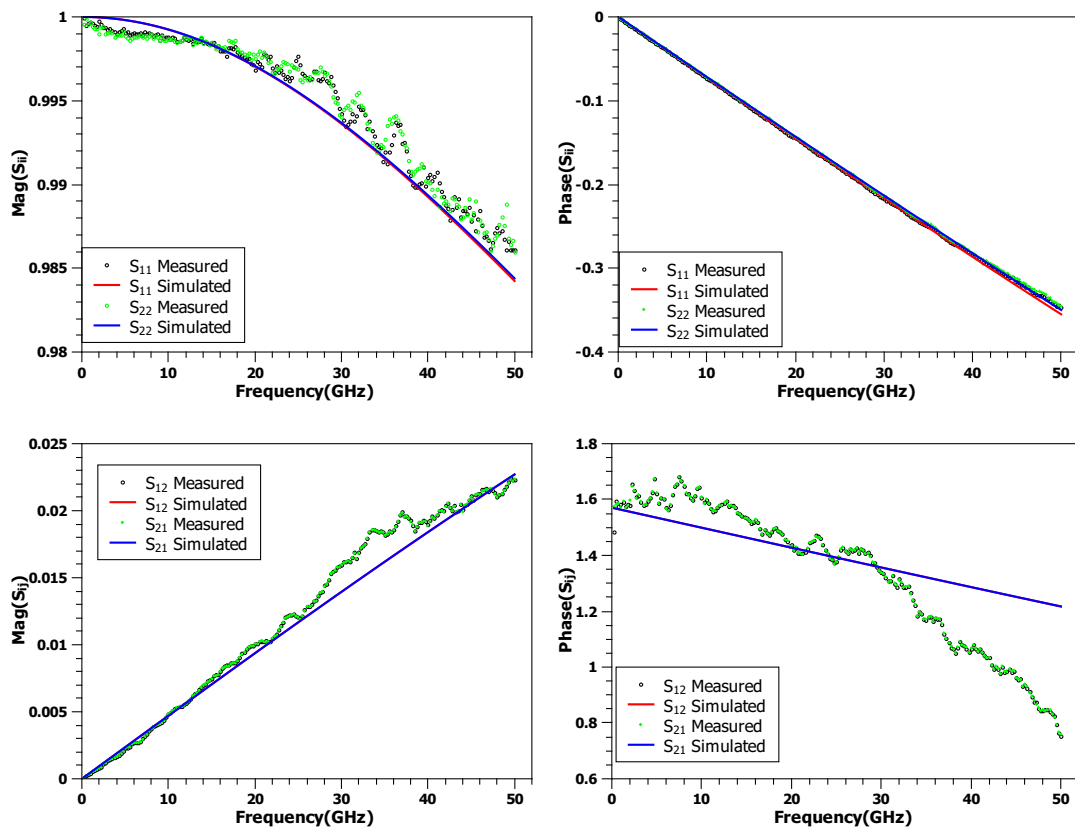 1
0.995
0.99
0.985
0.98
Mag(Sii)
S11 Measured
S11 Simulated
S22 Measured
S22 Simulated
0 10 20 30 40 50
Frequency(GHz)
0
-0.1
-0.2
-0.3
-0.4
Phase(Sii)
S11 Measured
S11 Simulated
S22 Measured
S22 Simulated
0 10 20 30 40 50
Frequency(GHz)
0.025
0.02
0.015
0.01
0.005
0
Mag(Sij)
S12 Measured
S12 Simulated
S21 Measured
S21 Simulated
0 10 20 30 40 50
Frequency(GHz)
1.8
1.6
1.4
1.2
1
0.8
0.6
Phase(Sij)
S12 Measured
S12 Simulated
S21 Measured
S21 Simulated
0 10 20 30 40 50
Frequency(GHz)